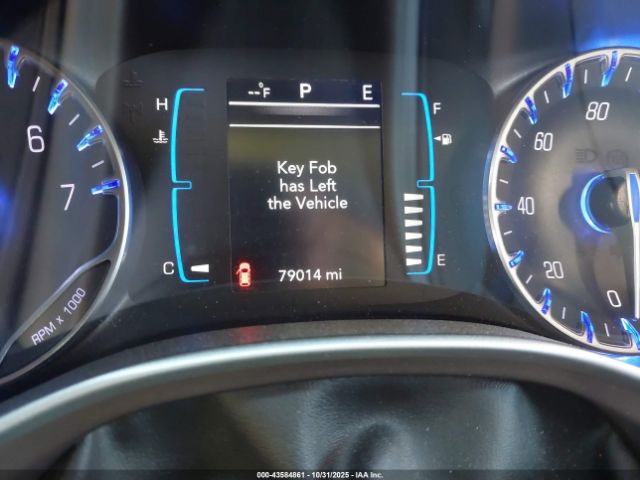 --°F P E
H
F
Key Fob
has Left
the Vehicle
C
E
79014 mi
6
7
RPM x 1000
80
60
40
20
0
000-43584861 - 10/31/2025 - IAA Inc.